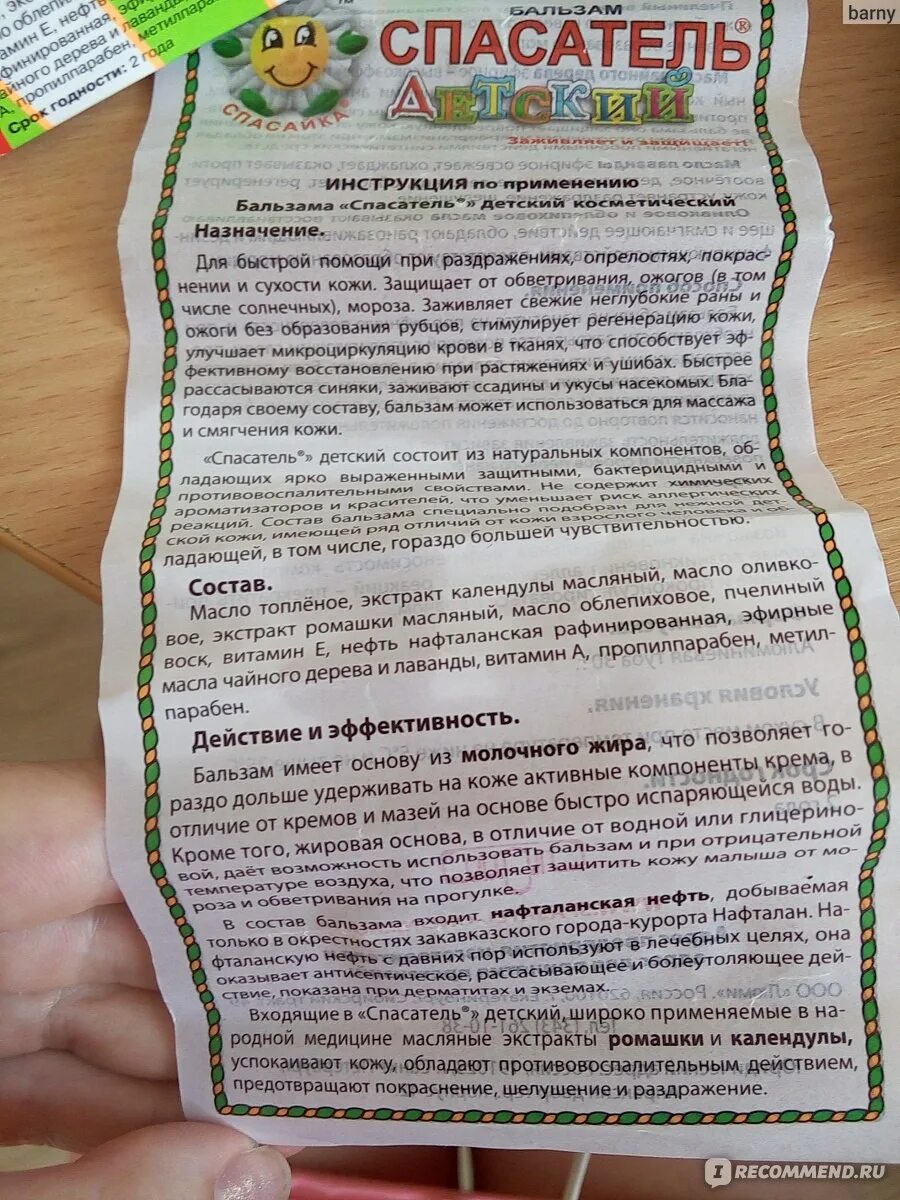 barny
Срок годности: 2 года
БАЛЬЗАМ
СПАСАТЕЛЬ®
ДЕТСКИЙ
СПАСАЙКА®
Заживляет и защищает!
ИНСТРУКЦИЯ по применению
Бальзама «Спасатель®» детский косметический
Назначение.
Для быстрой помощи при раздражениях, опрелостях, покрас-
нении и сухости кожи. Защищает от обветривания, ожогов (в том
числе солнечных), мороза. Заживляет свежие неглубокие раны и
ожоги без образования рубцов, стимулирует регенерацию кожи,
улучшает микроциркуляцию крови в тканях, что способствует эф-
фективному восстановлению при растяжениях и ушибах. Быстрее
рассасываются синяки, заживают ссадины и укусы насекомых. Бла-
годаря своему составу, бальзам может использоваться для массажа
и смягчения кожи.
«Спасатель®» детский состоит из натуральных компонентов, об-
ладающих ярко выраженными защитными, бактерицидными и
противовоспалительными свойствами. Не содержит химических
ароматизаторов и красителей, что уменьшает риск аллергических
реакций. Состав бальзама специально подобран для нежной дет-
ской кожи, имеющей ряд отличий от кожи взрослого человека и об-
ладающей, в том числе, гораздо большей чувствительностью.
Состав.
Масло топлёное, экстракт календулы масляный, масло оливко-
вое, экстракт ромашки масляный, масло облепиховое, пчелиный
воск, витамин Е, нефть нафталанская рафинированная, эфирные
масла чайного дерева и лаванды, витамин А, пропилпарабен, метил-
парабен.
Действие и эффективность.
Бальзам имеет основу из молочного жира, что позволяет го-
раздо дольше удерживать на коже активные компоненты крема, в
отличие от кремов и мазей на основе быстро испаряющейся воды.
Кроме того, жировая основа, в отличие от водной или глицерино-
вой, даёт возможность использовать бальзам и при отрицательной
температуре воздуха, что позволяет защитить кожу малыша от мо-
роза и обветривания на прогулке.
В состав бальзама входит нафталанская нефть, добываемая
только в окрестностях закавказского города-курорта Нафталан. На-
фталанскую нефть с давних пор используют в лечебных целях, она
оказывает антисептическое, рассасывающее и болеутоляющее дей-
ствие, показана при дерматитах и экземах.
Входящие в «Спасатель®» детский, широко применяемые в на-
родной медицине масляные экстракты ромашки и календулы,
успокаивают кожу, обладают противовоспалительным действием,
предотвращают покраснение, шелушение и раздражение.
IRECOMMEND.RU